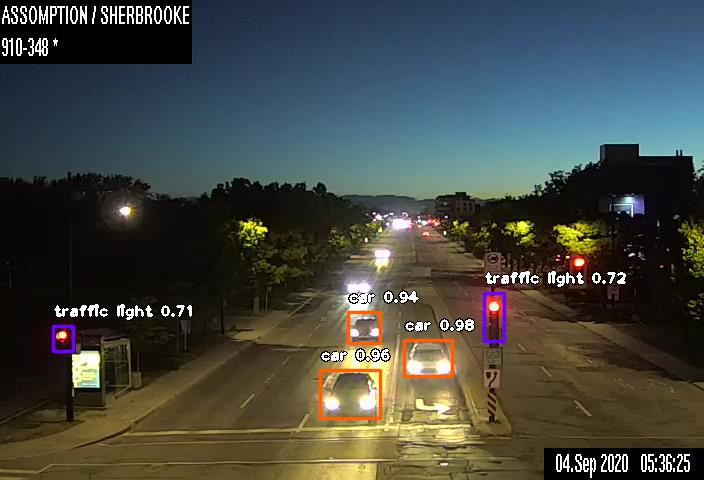 ASSOMPTION / SHERBROOKE
910-348 *
traffic light 0.72
car 0.94
traffic light 0.71
car 0.98
car 0.96
04.Sep 2020 05:36:25